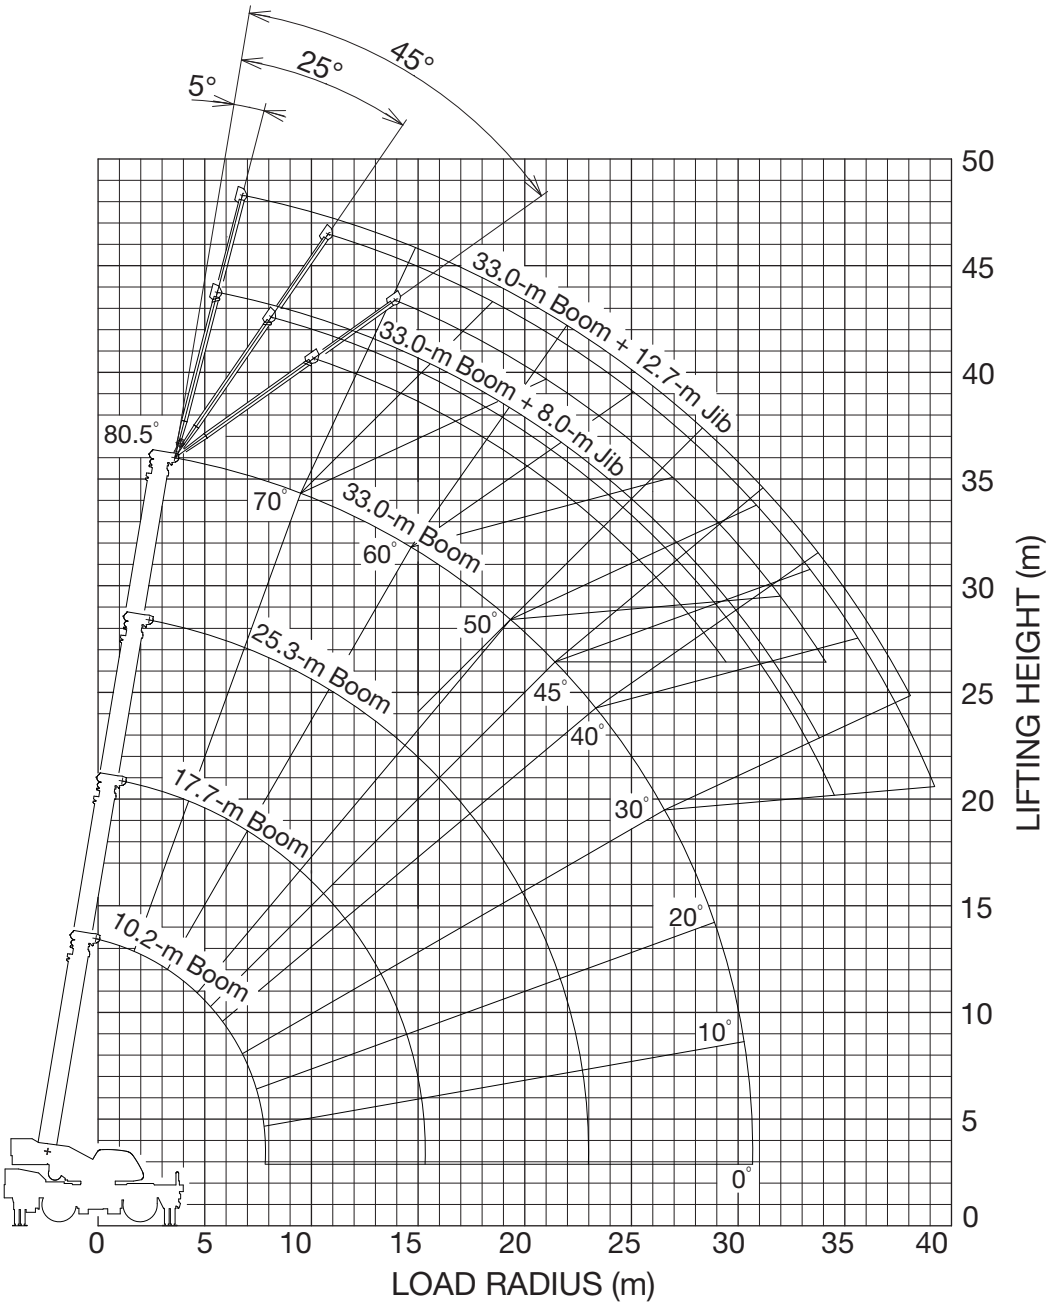 45°
25°
5°
50
33.0-m Boom + 12.7-m Jib
45
33.0-m Boom + 8.0-m Jib
40
80.5°
35
70°
33.0-m Boom
60°
30
50°
25.3-m Boom
45°
25
40°
17.7-m Boom
30°
20
20°
15
10.2-m Boom
10°
10
5
0°
0
LIFTING HEIGHT (m)
0 5 10 15 20 25 30 35 40
LOAD RADIUS (m)